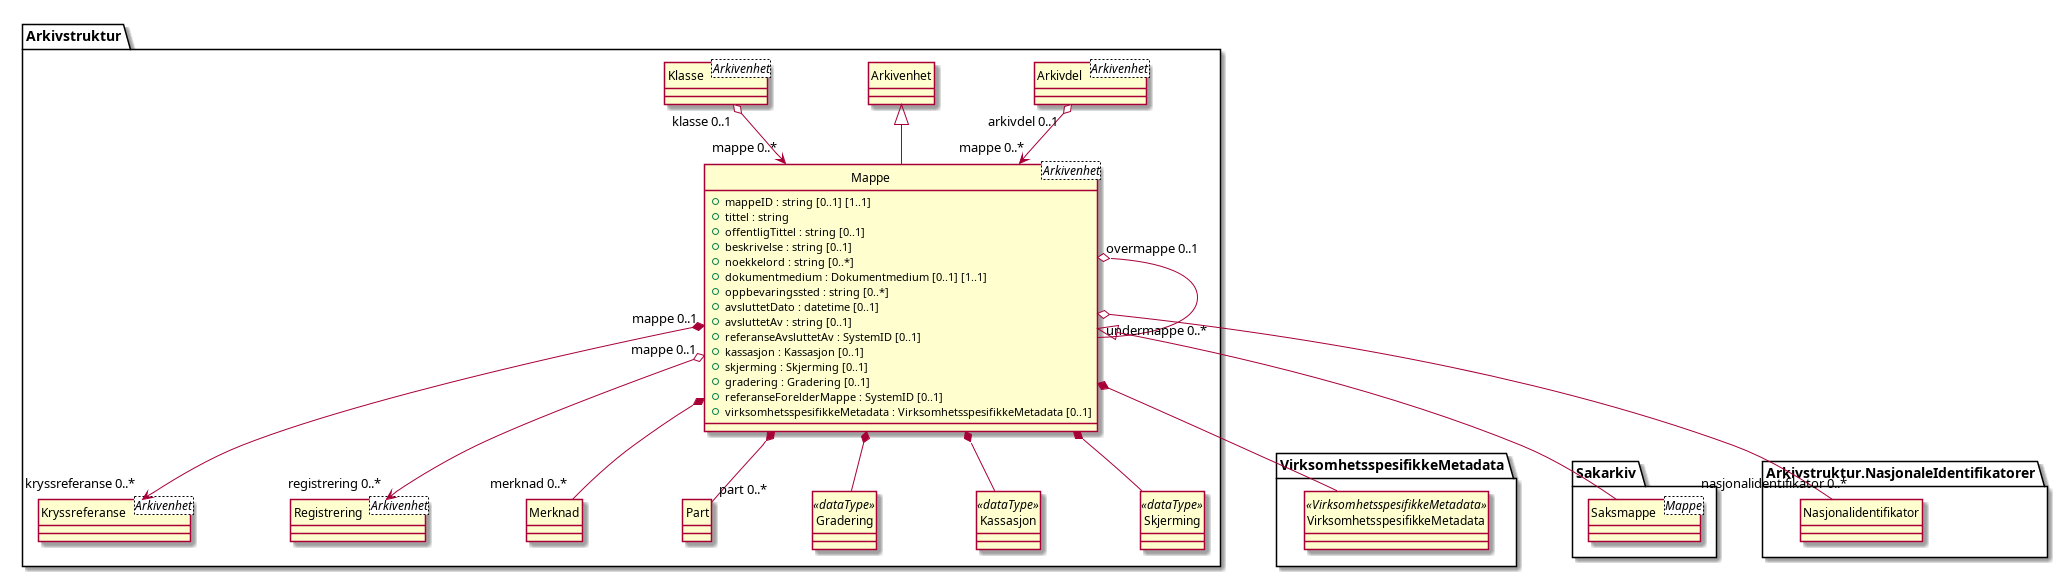 Arkivstruktur
Klasse
Arkivenhet
Arkivenhet
Arkivdel
Arkivenhet
klasse 0..1
arkivdel 0..1
mappe 0..*
mappe 0..*
Mappe
Arkivenhet
mappeID : string [0..1] [1..1]
tittel : string
offentligTittel : string [0..1]
beskrivelse : string [0..1]
noekkelord : string [0..*]
dokumentmedium : Dokumentmedium [0..1] [1..1]
oppbevaringssted : string [0..*]
avsluttetDato : datetime [0..1]
avsluttetAv : string [0..1]
referanseAvsluttetAv : SystemID [0..1]
kassasjon : Kassasjon [0..1]
skjerming : Skjerming [0..1]
gradering : Gradering [0..1]
referanseForelderMappe : SystemID [0..1]
virksomhetsspesifikkeMetadata : VirksomhetsspesifikkeMetadata [0..1]
overmappe 0..1
undermappe 0..*
mappe 0..1
mappe 0..1
kryssreferanse 0..*
registrering 0..*
merknad 0..*
part 0..*
nasjonalidentifikator 0..*
Kryssreferanse
Arkivenhet
Registrering
Arkivenhet
Merknad
Part
«dataType»
Gradering
«dataType»
Kassasjon
«dataType»
Skjerming
VirksomhetsspesifikkeMetadata
«VirksomhetsspesifikkeMetadata»
VirksomhetsspesifikkeMetadata
Sakarkiv
Saksmappe
Mappe
Arkivstruktur.NasjonaleIdentifikatorer
Nasjonalidentifikator